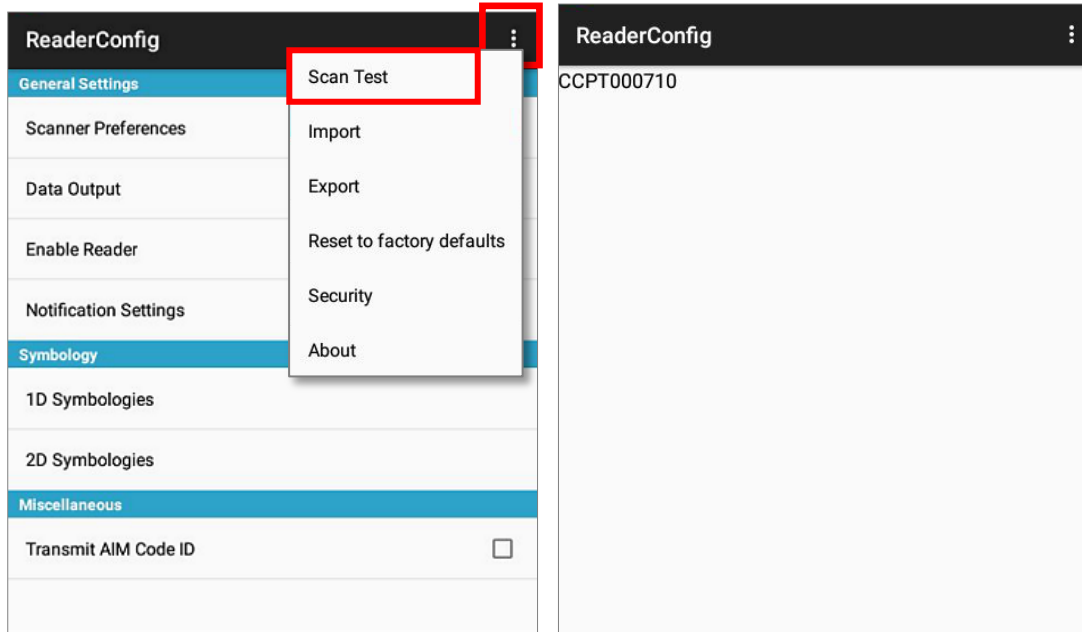 ReaderConfig
General Settings
Scanner Preferences
Data Output
Enable Reader
Notification Settings
Symbology
1D Symbologies
2D Symbologies
Miscellaneous
Transmit AIM Code ID
Scan Test
Import
Export
Reset to factory defaults
Security
About
ReaderConfig
CCPT000710